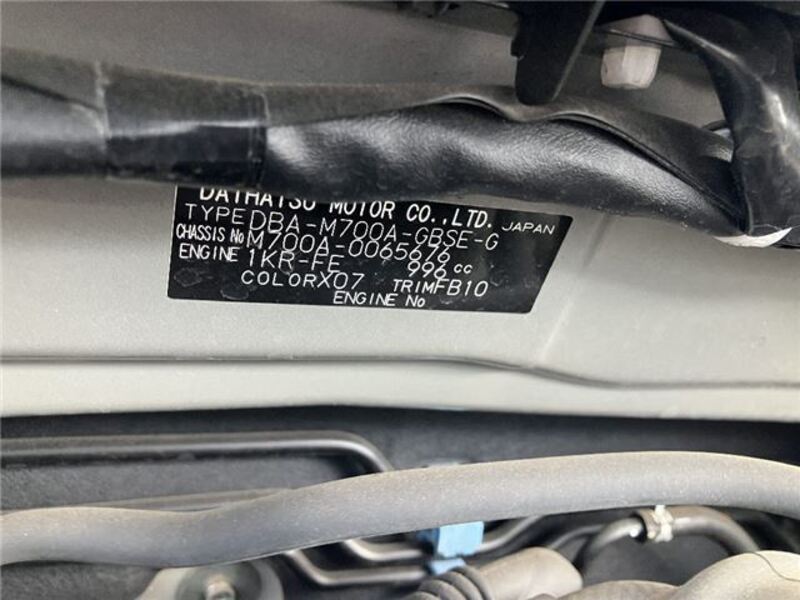 DAIHATSU MOTOR CO.,LTD. JAPAN
TYPE DBA-M700A-GBSE-G
CHASSIS No M700A-0065676
ENGINE 1KR-FE 996 cc
COLOR X07 TRIM FB10
ENGINE No